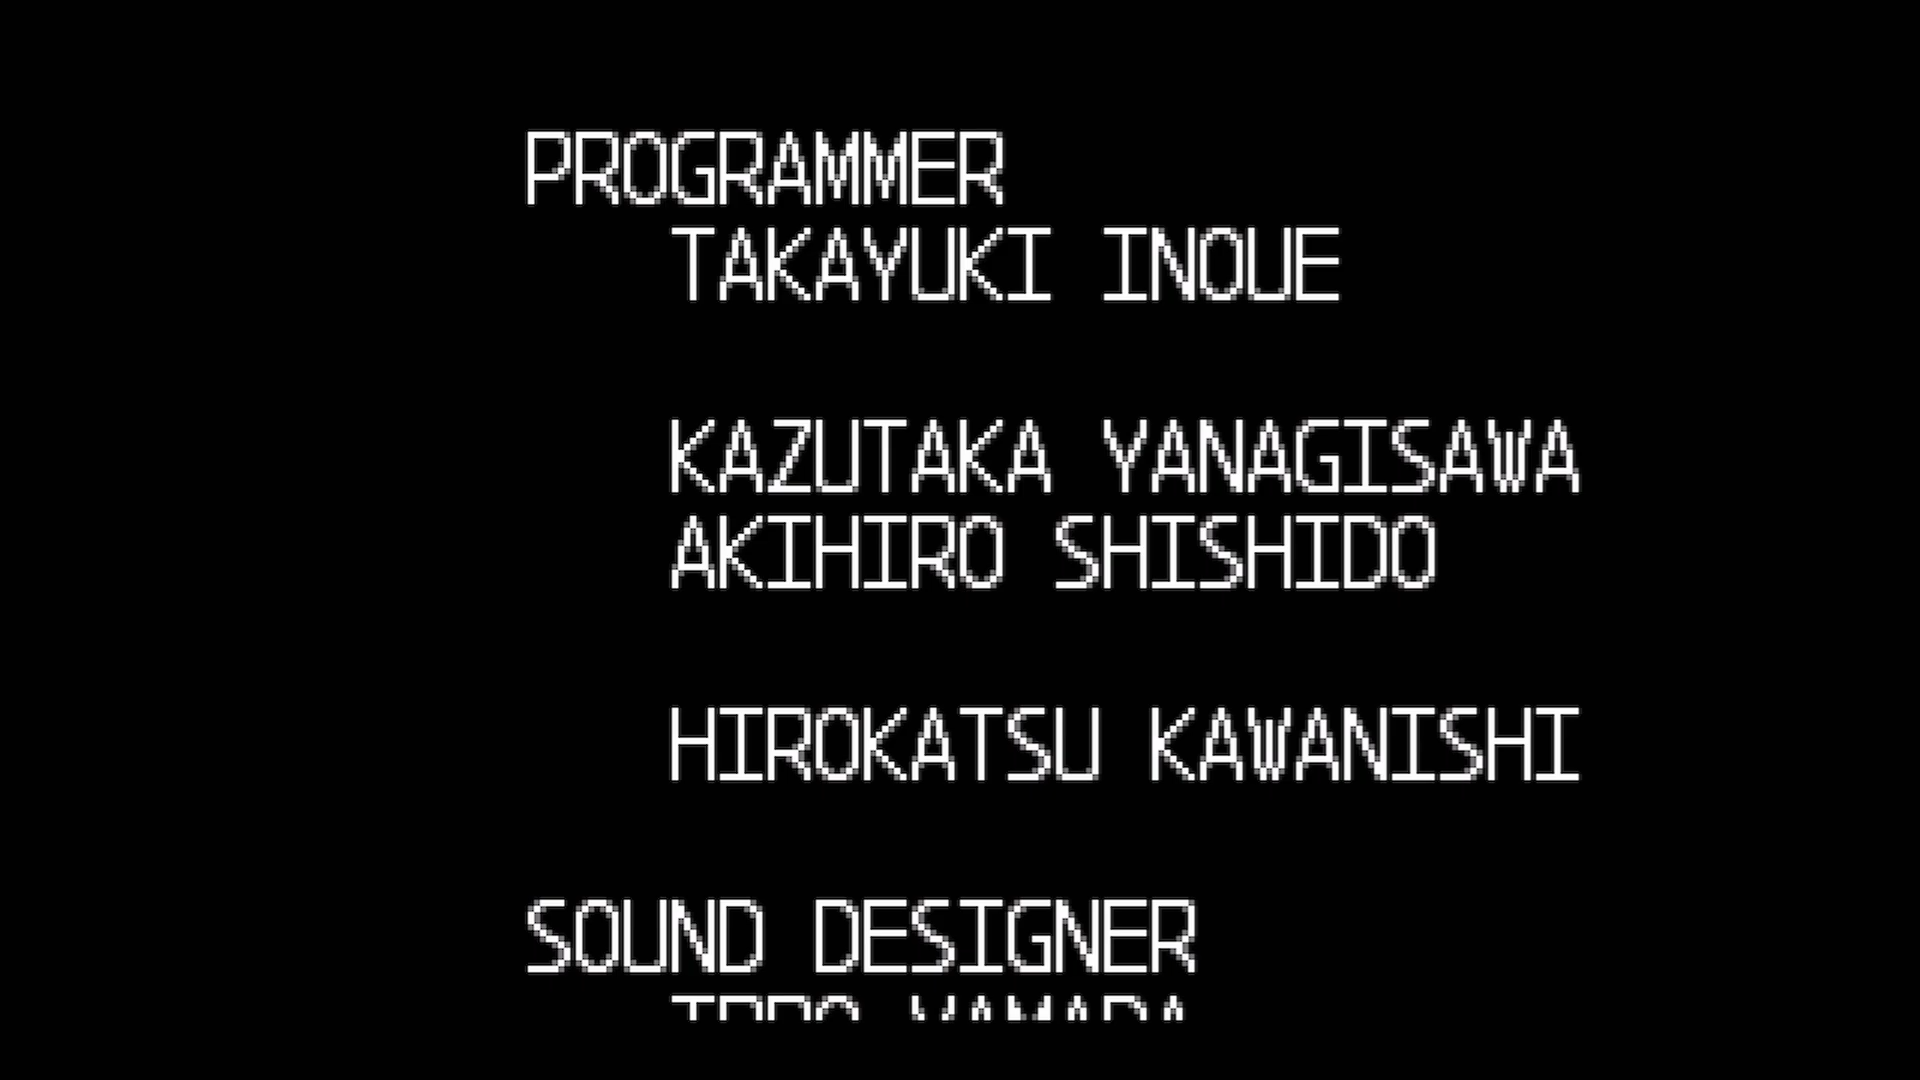 PROGRAMMER
TAKAYUKI INOUE
KAZUTAKA YANAGISAWA
AKIHIRO SHISHIDO
HIROKATSU KAWANISHI
SOUND DESIGNER